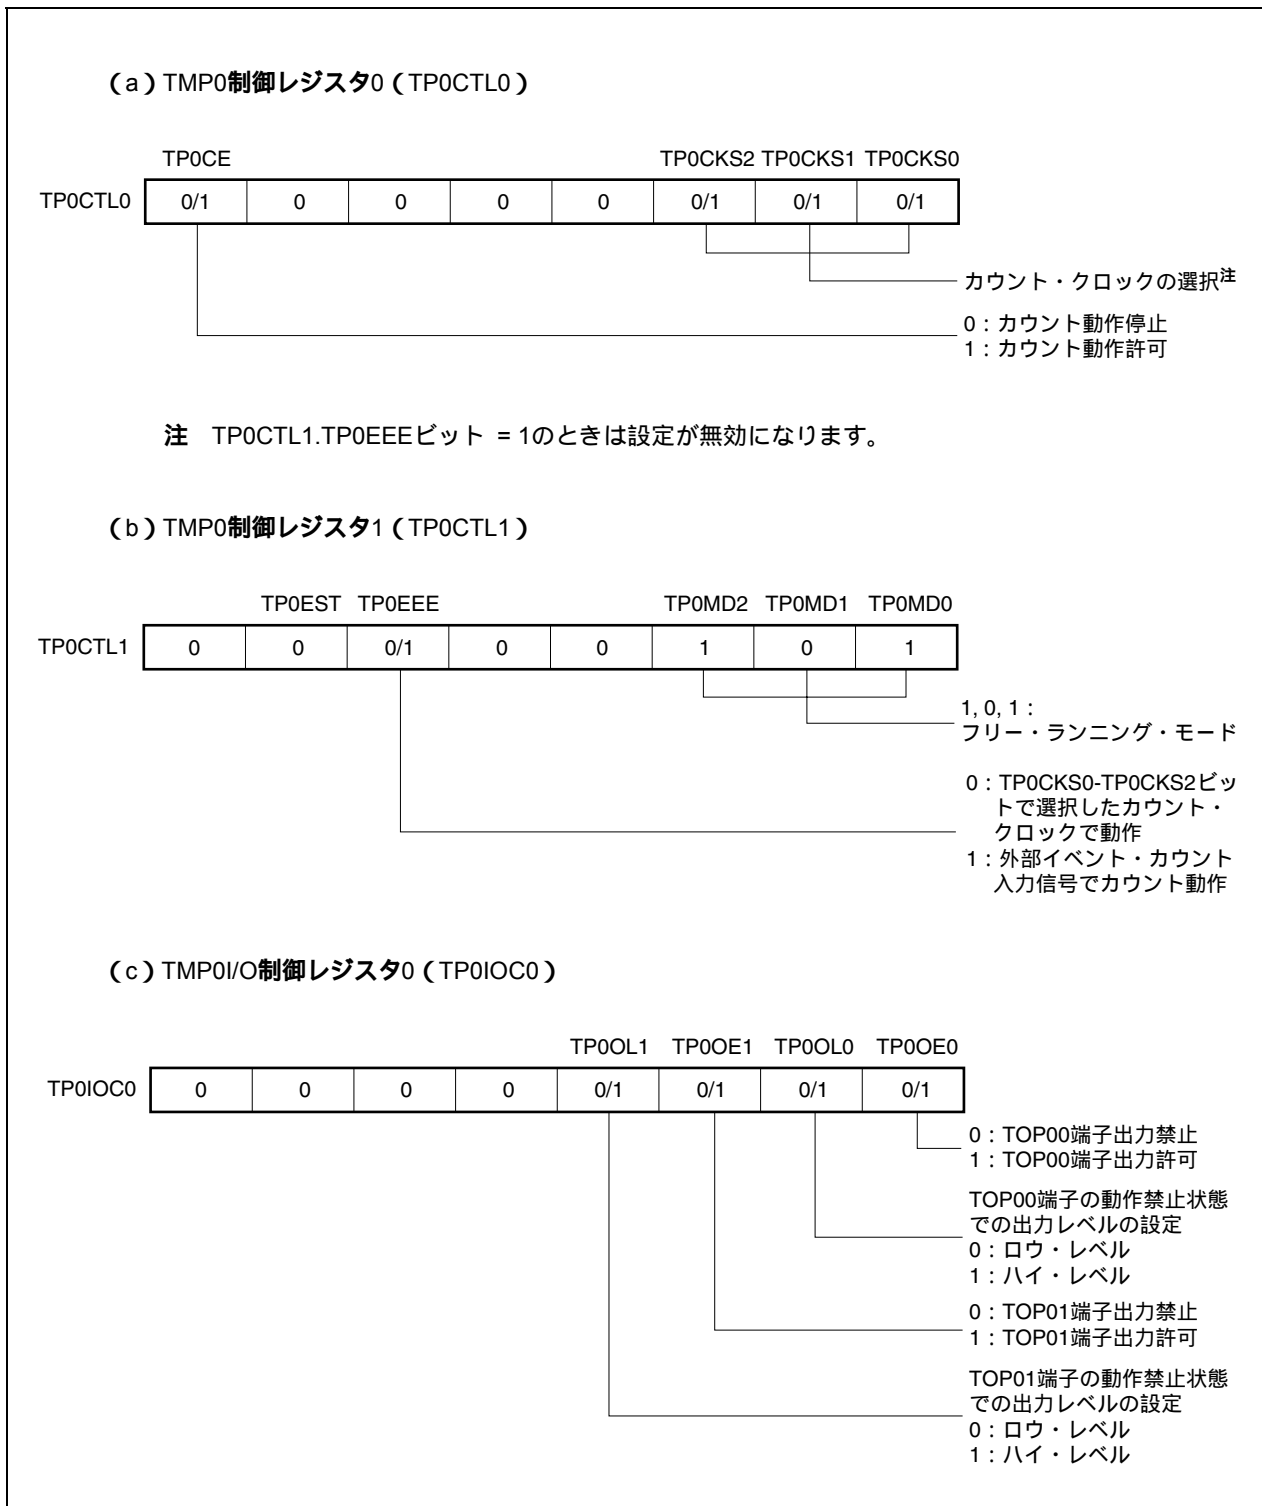 （a）TMP0制御レジスタ0（TP0CTL0）
TP0CE TP0CKS2 TP0CKS1 TP0CKS0
TP0CTL0 0/1 0 0 0 0 0/1 0/1 0/1
カウント・クロックの選択注
0：カウント動作停止
1：カウント動作許可
注　TP0CTL1.TP0EEEビット = 1のときは設定が無効になります。
（b）TMP0制御レジスタ1（TP0CTL1）
TP0EST TP0EEE TP0MD2 TP0MD1 TP0MD0
TP0CTL1 0 0 0/1 0 0 1 0 1
1, 0, 1：
フリー・ランニング・モード
0：TP0CKS0-TP0CKS2ビッ
トで選択したカウント・
クロックで動作
1：外部イベント・カウント
入力信号でカウント動作
（c）TMP0I/O制御レジスタ0（TP0IOC0）
TP0OL1 TP0OE1 TP0OL0 TP0OE0
TP0IOC0 0 0 0 0 0/1 0/1 0/1 0/1
0：TOP00端子出力禁止
1：TOP00端子出力許可
TOP00端子の動作禁止状態
での出力レベルの設定
0：ロウ・レベル
1：ハイ・レベル
0：TOP01端子出力禁止
1：TOP01端子出力許可
TOP01端子の動作禁止状態
での出力レベルの設定
0：ロウ・レベル
1：ハイ・レベル